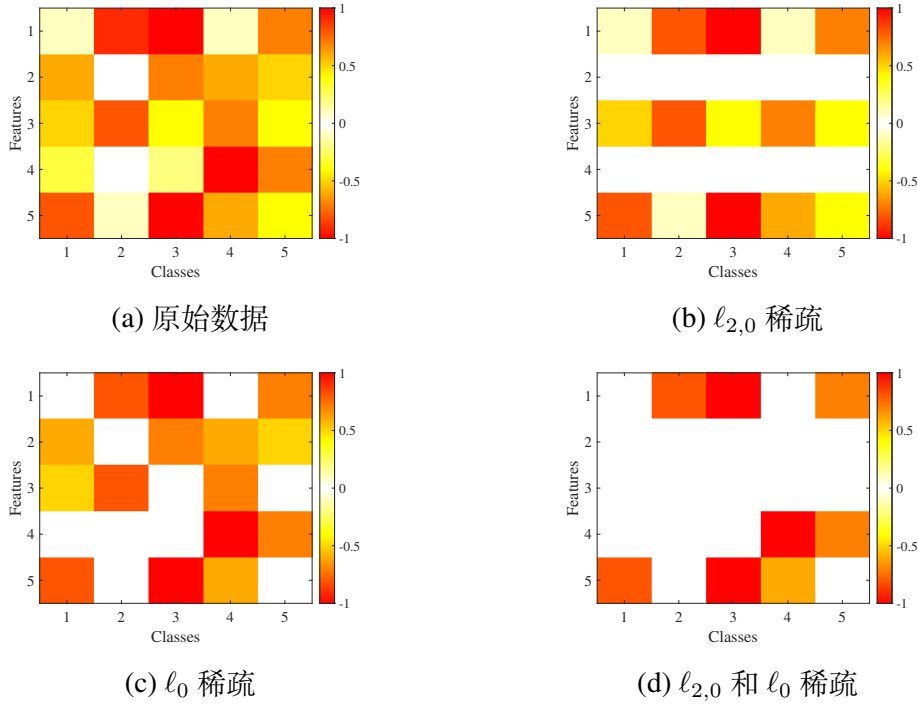 1
2
3
4
5
Features
1 2 3 4 5
Classes
1
0.5
0
-0.5
-1
(a) 原始数据
1
2
3
4
5
Features
1 2 3 4 5
Classes
1
0.5
0
-0.5
-1
(b) ℓ₂,₀ 稀疏
1
2
3
4
5
Features
1 2 3 4 5
Classes
1
0.5
0
-0.5
-1
(c) ℓ₀ 稀疏
1
2
3
4
5
Features
1 2 3 4 5
Classes
1
0.5
0
-0.5
-1
(d) ℓ₂,₀ 和 ℓ₀ 稀疏